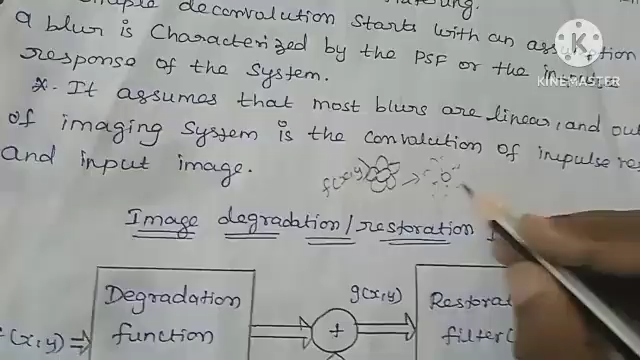 deconvolution starts with an assumption
a blur is characterized by the PSF or the impulse
response of the system.
*. It assumes that most blurs are linear, and out
of imaging system is the convolution of impulse res
and input image.
f(x,y)
Image degradation/restoration
Degradation function
g(x,y)
Restorat
filter(
(x,y)
+
KINEMASTER